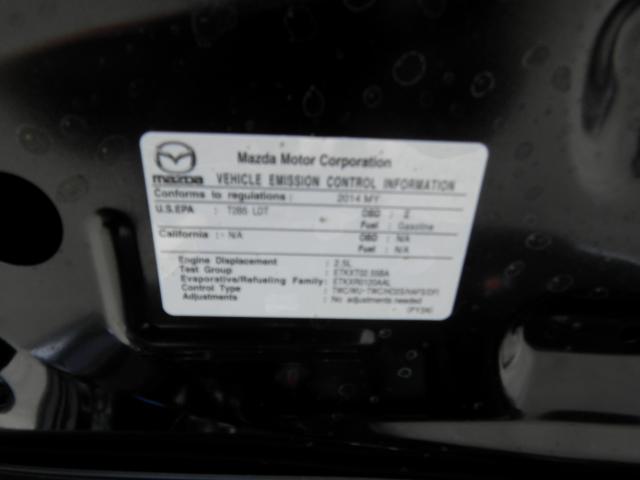 Mazda Motor Corporation
mazda VEHICLE EMISSION CONTROL INFORMATION
Conforms to regulations: 2014 MY
U.S.EPA : T2B5 LDT OBD : 2
Fuel : Gasoline
California : N/A OBD : N/A
Fuel : N/A
Engine Displacement : 2.5L
Test Group :
Evaporative/Refueling Family:
Control Type :
Adjustments : No adjustments needed